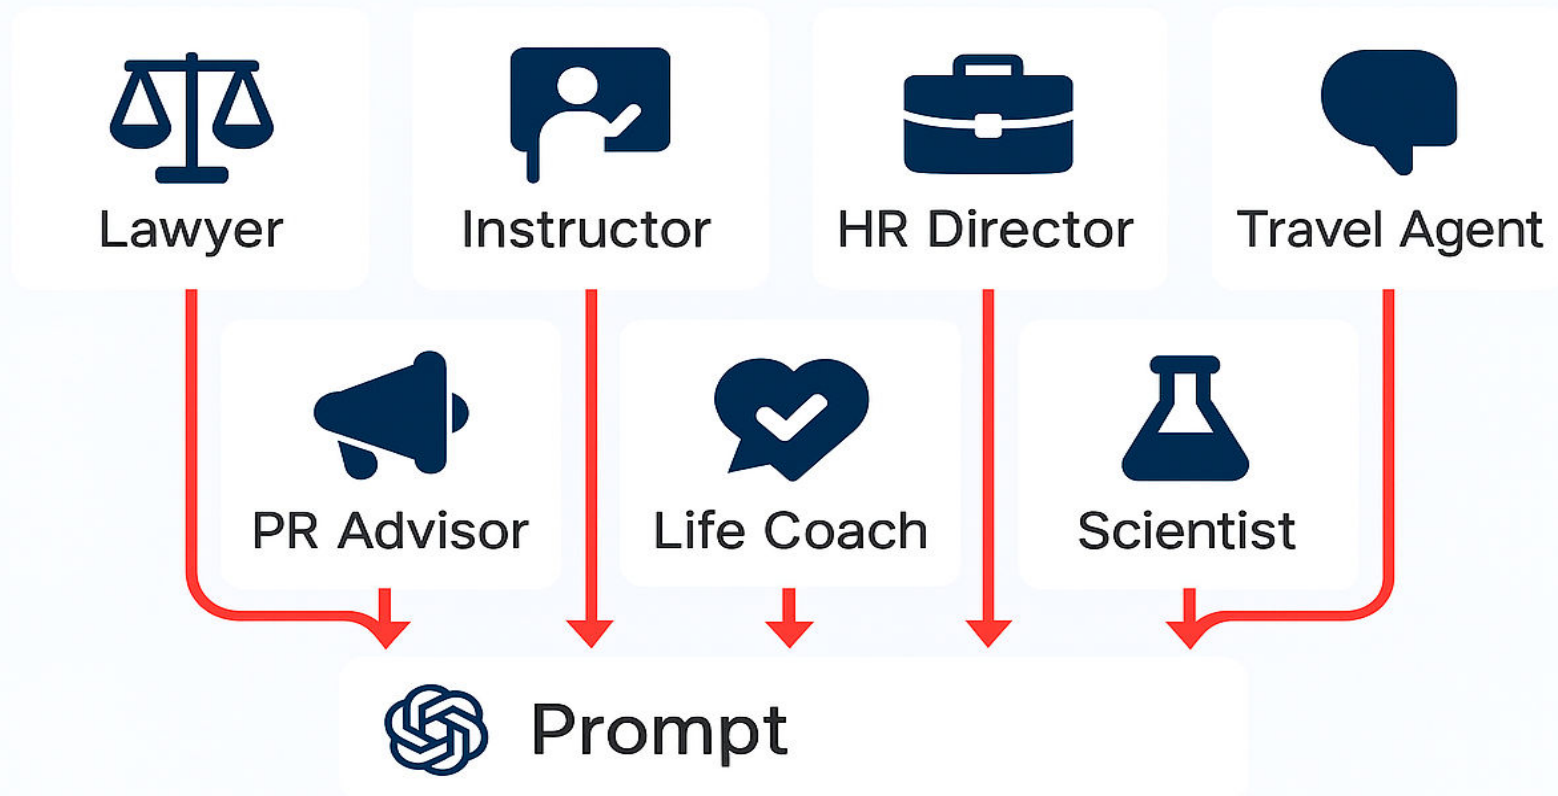 Lawyer
Instructor
HR Director
Travel Agent
PR Advisor
Life Coach
Scientist
Prompt